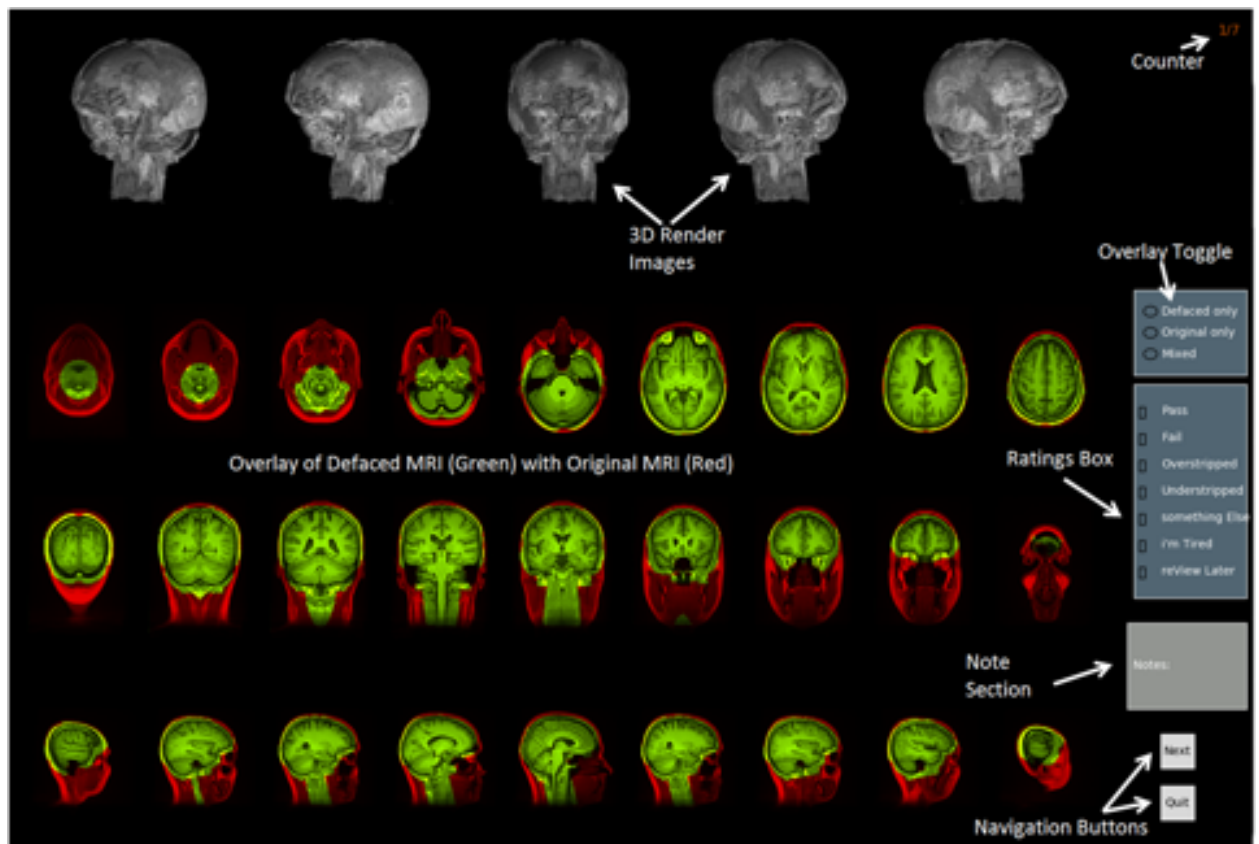 1/7
Counter
3D Render
Images
Overlay Toggle
Defaced only
Original only
Mixed
Overlay of Defaced MRI (Green) with Original MRI (Red)
Ratings Box
Pass
Fail
Overstripped
Understripped
something Else
i'm Tired
reView Later
Note
Section
Notes:
Next
Quit
Navigation Buttons